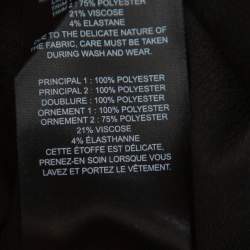 75% POLYESTER
21% VISCOSE
4% ELASTANE
DUE TO THE DELICATE NATURE OF
THE FABRIC, CARE MUST BE TAKEN
DURING WASH AND WEAR.
PRINCIPAL 1 : 100% POLYESTER
PRINCIPAL 2 : 100% POLYESTER
DOUBLURE : 100% POLYESTER
ORNEMENT 1 : 100% POLYESTER
ORNEMENT 2 : 75% POLYESTER
21% VISCOSE
4% ÉLASTHANNE
CETTE ÉTOFFE EST DÉLICATE,
PRENEZ-EN SOIN LORSQUE VOUS
LAVEZ ET PORTEZ LE VÊTEMENT.